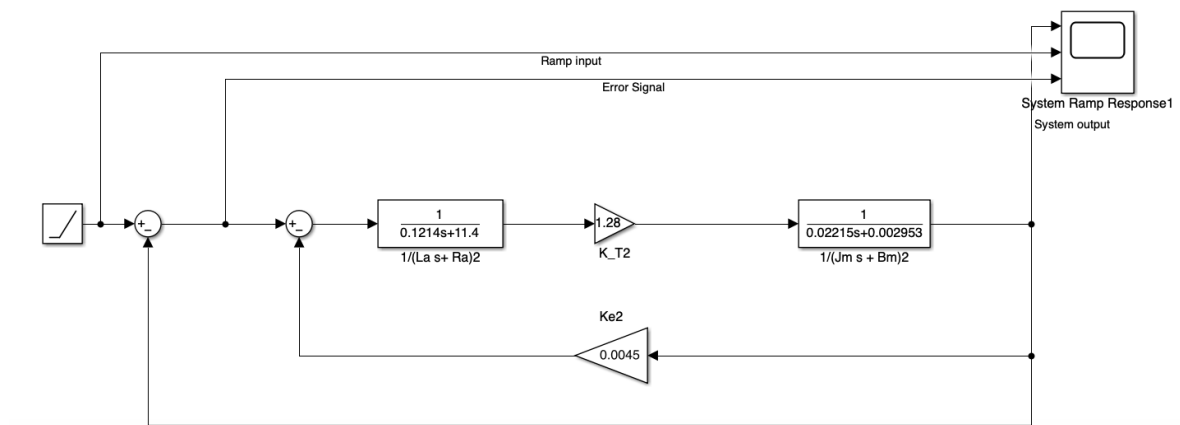 Ramp input
Error Signal
System Ramp Response1
System output
+
_
+
_
1
0.1214s+11.4
1/(La s+ Ra)2
1.28
K_T2
1
0.02215s+0.002953
1/(Jm s + Bm)2
Ke2
0.0045